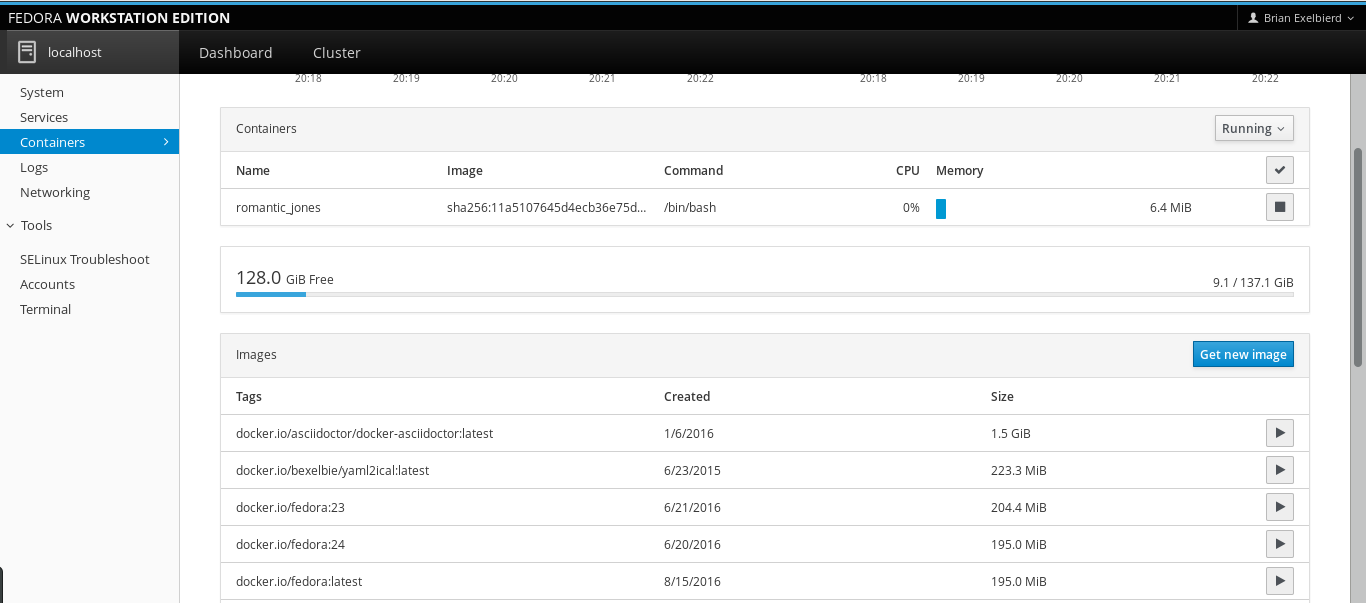 FEDORA WORKSTATION EDITION Brian Exelbierd
localhost Dashboard Cluster
20:18 20:19 20:20 20:21 20:22 20:18 20:19 20:20 20:21 20:22
System
Services
Containers
Logs
Networking
Tools
SELinux Troubleshoot
Accounts
Terminal
Containers Running
Name Image Command CPU Memory
romantic_jones sha256:11a5107645d4ecb36e75d... /bin/bash 0% 6.4 MiB
128.0 GiB Free 9.1 / 137.1 GiB
Images Get new image
Tags Created Size
docker.io/asciidoctor/docker-asciidoctor:latest 1/6/2016 1.5 GiB
docker.io/bexelbie/yaml2ical:latest 6/23/2015 223.3 MiB
docker.io/fedora:23 6/21/2016 204.4 MiB
docker.io/fedora:24 6/20/2016 195.0 MiB
docker.io/fedora:latest 8/15/2016 195.0 MiB